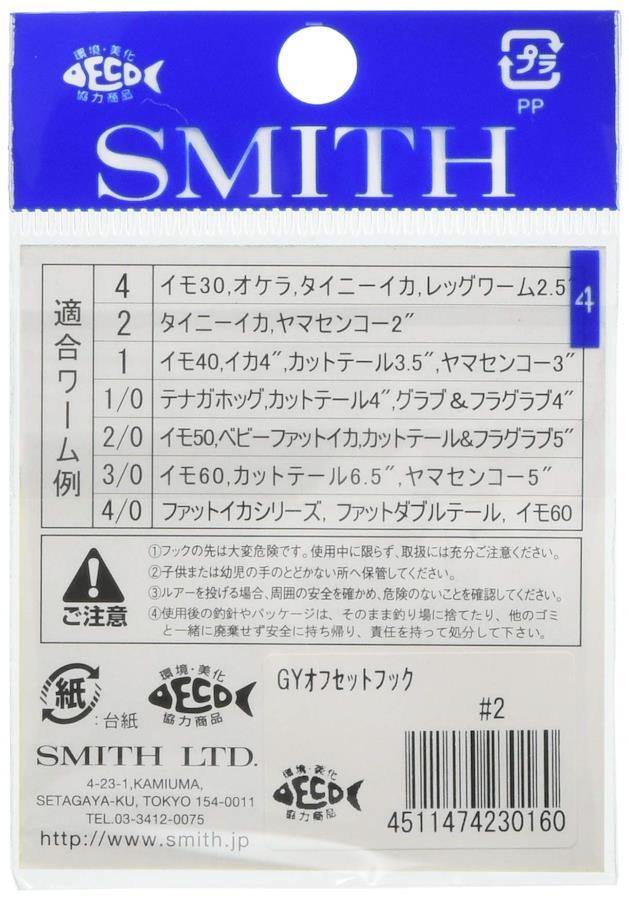 環境・美化
ECO
協力商品
プラ
PP
SMITH
4
適合ワーム例
4 イモ30,オケラ,タイニーイカ,レッグワーム2.5"
2 タイニーイカ,ヤマセンコー2"
1 イモ40,イカ4",カットテール3.5",ヤマセンコー3"
1/0 テナガホッグ,カットテール4",グラブ&フラグラブ4"
2/0 イモ50,ベビーファットイカ,カットテール&フラグラブ5"
3/0 イモ60,カットテール6.5",ヤマセンコー5"
4/0 ファットイカシリーズ, ファットダブルテール, イモ60
ご注意
①フックの先は大変危険です。使用中に限らず、取扱には充分ご注意ください。
②子供または幼児の手のとどかない所へ保管してください。
③ルアーを投げる場合、周囲の安全を確かめ、危険のないことを確認してください。
④使用後の釣針やパッケージは、そのまま釣り場に捨てたり、他のゴミ
と一緒に廃棄せず安全に持ち帰り、責任を持って処分して下さい。
紙
:台紙
環境・美化
ECO
協力商品
SMITH LTD.
4-23-1,KAMIUMA,
SETAGAYA-KU, TOKYO 154-0011
TEL.03-3412-0075
http://www.smith.jp
GYオフセットフック
#2
環境・美化
ECO
協力商品
4511474230160